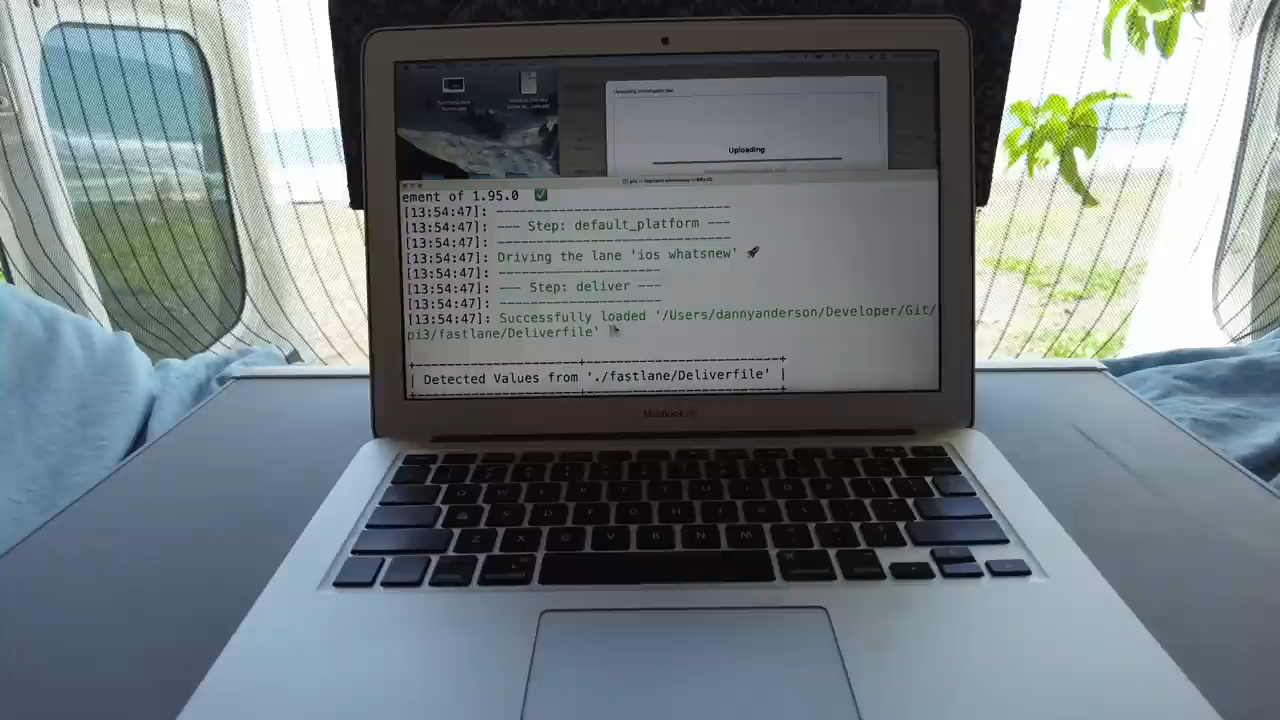 Uploading
ement of 1.95.0 ✅
[13:54:47]: ------------------------------
[13:54:47]: --- Step: default_platform ---
[13:54:47]: ------------------------------
[13:54:47]: Driving the lane 'ios whatsnew' 🚀
[13:54:47]: ---------------------
[13:54:47]: --- Step: deliver ---
[13:54:47]: ---------------------
[13:54:47]: Successfully loaded '/Users/dannyanderson/Developer/Git/
pi3/fastlane/Deliverfile'
+-------------------------+-------------------------+
| Detected Values from './fastlane/Deliverfile' |
+-------------------------+-------------------------+
MacBook